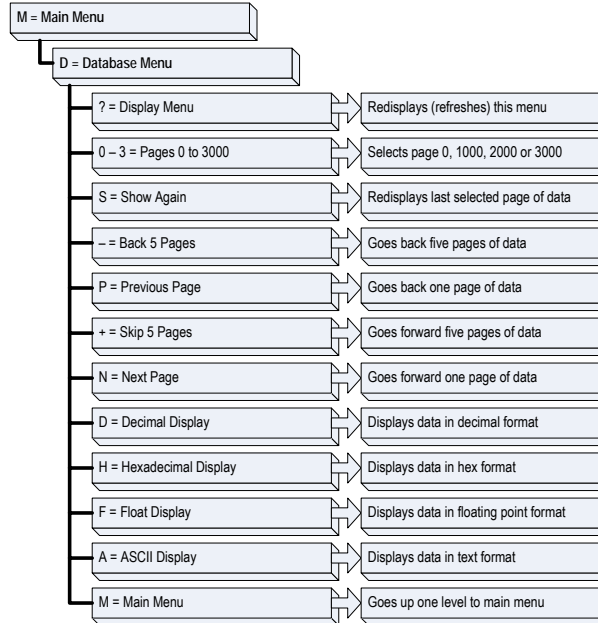 M = Main Menu
D = Database Menu
? = Display Menu
Redisplays (refreshes) this menu
0 – 3 = Pages 0 to 3000
Selects page 0, 1000, 2000 or 3000
S = Show Again
Redisplays last selected page of data
– = Back 5 Pages
Goes back five pages of data
P = Previous Page
Goes back one page of data
+ = Skip 5 Pages
Goes forward five pages of data
N = Next Page
Goes forward one page of data
D = Decimal Display
Displays data in decimal format
H = Hexadecimal Display
Displays data in hex format
F = Float Display
Displays data in floating point format
A = ASCII Display
Displays data in text format
M = Main Menu
Goes up one level to main menu